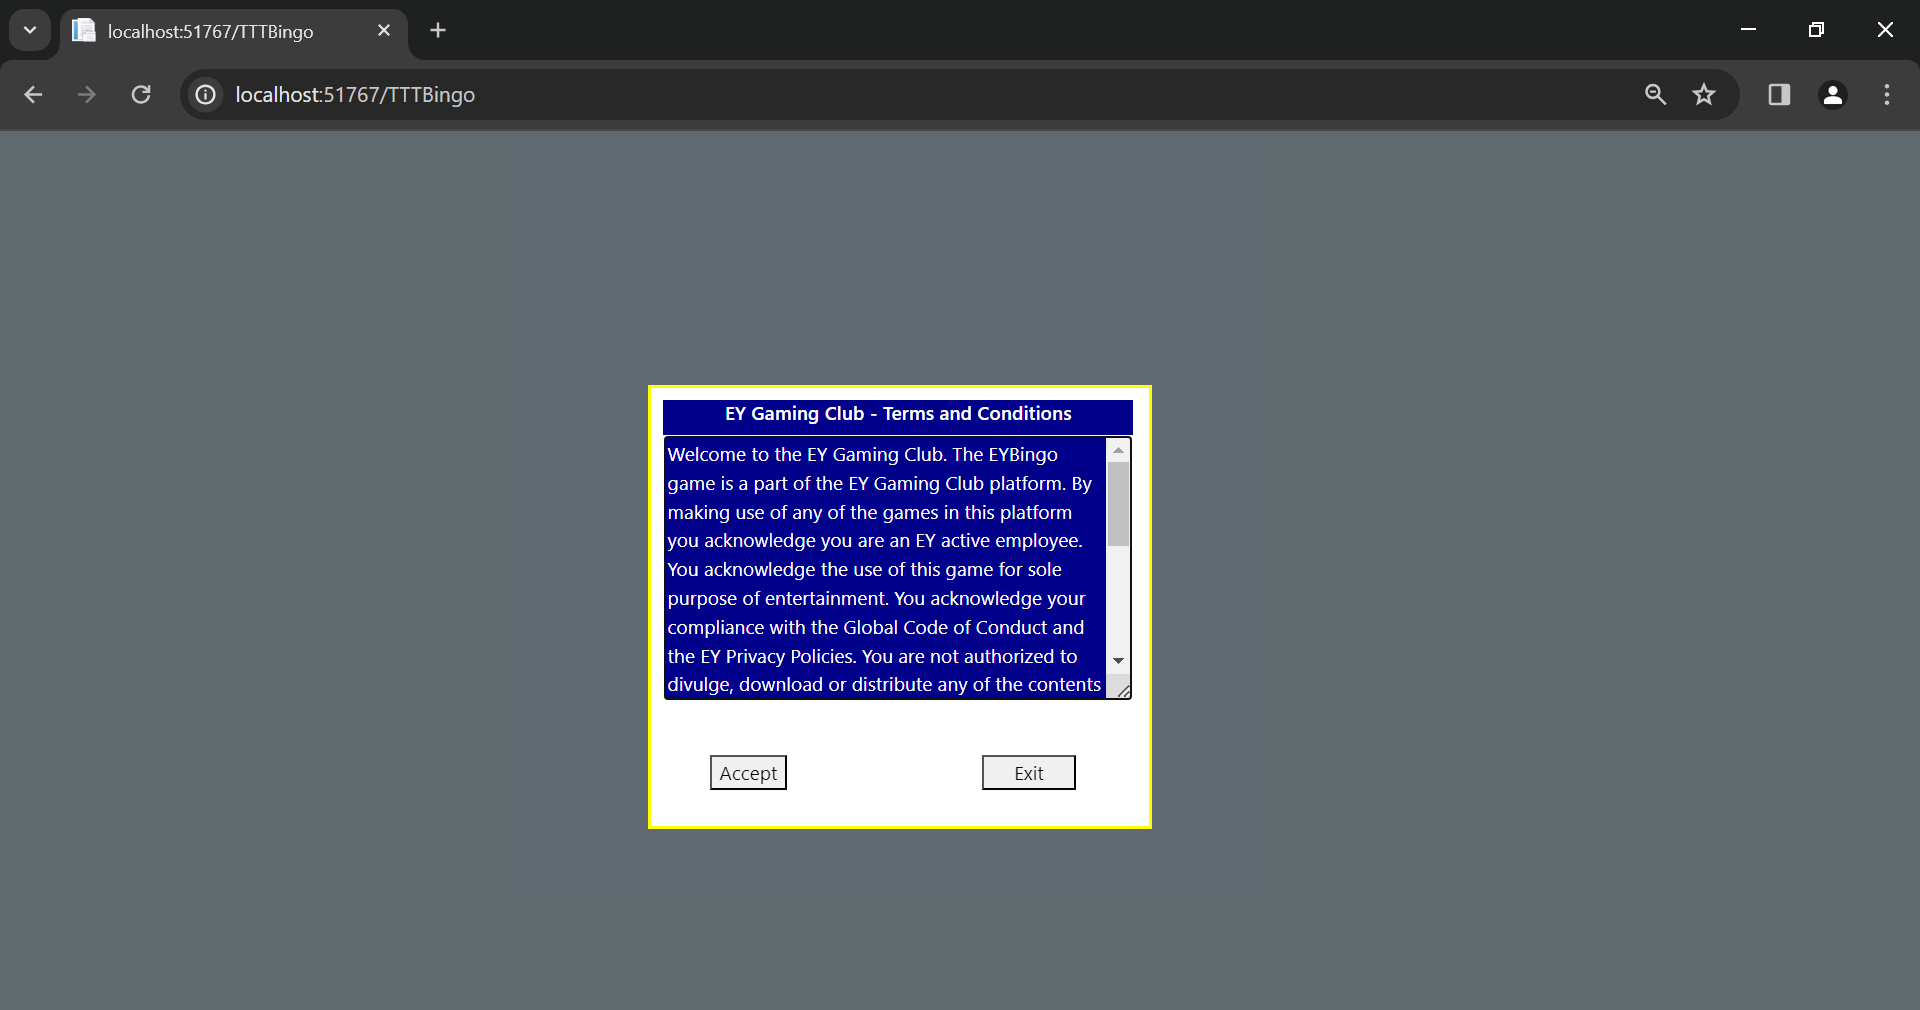 localhost:51767/TTTBingo
localhost:51767/TTTBingo
EY Gaming Club - Terms and Conditions
Welcome to the EY Gaming Club. The EYBingo
game is a part of the EY Gaming Club platform. By
making use of any of the games in this platform
you acknowledge you are an EY active employee.
You acknowledge the use of this game for sole
purpose of entertainment. You acknowledge your
compliance with the Global Code of Conduct and
the EY Privacy Policies. You are not authorized to
divulge, download or distribute any of the contents
Accept
Exit